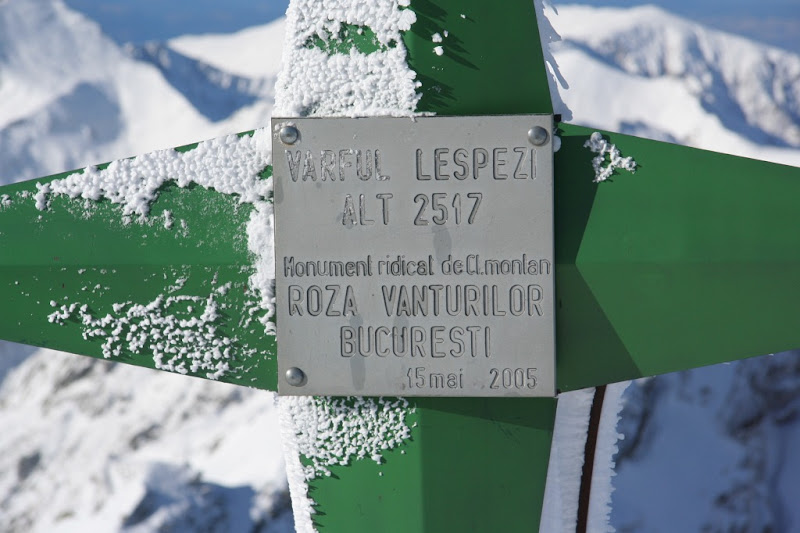 VARFUL LESPEZI
ALT 2517
Monument ridicat de Cl.montan
ROZA VANTURILOR
BUCURESTI
15 mai 2005